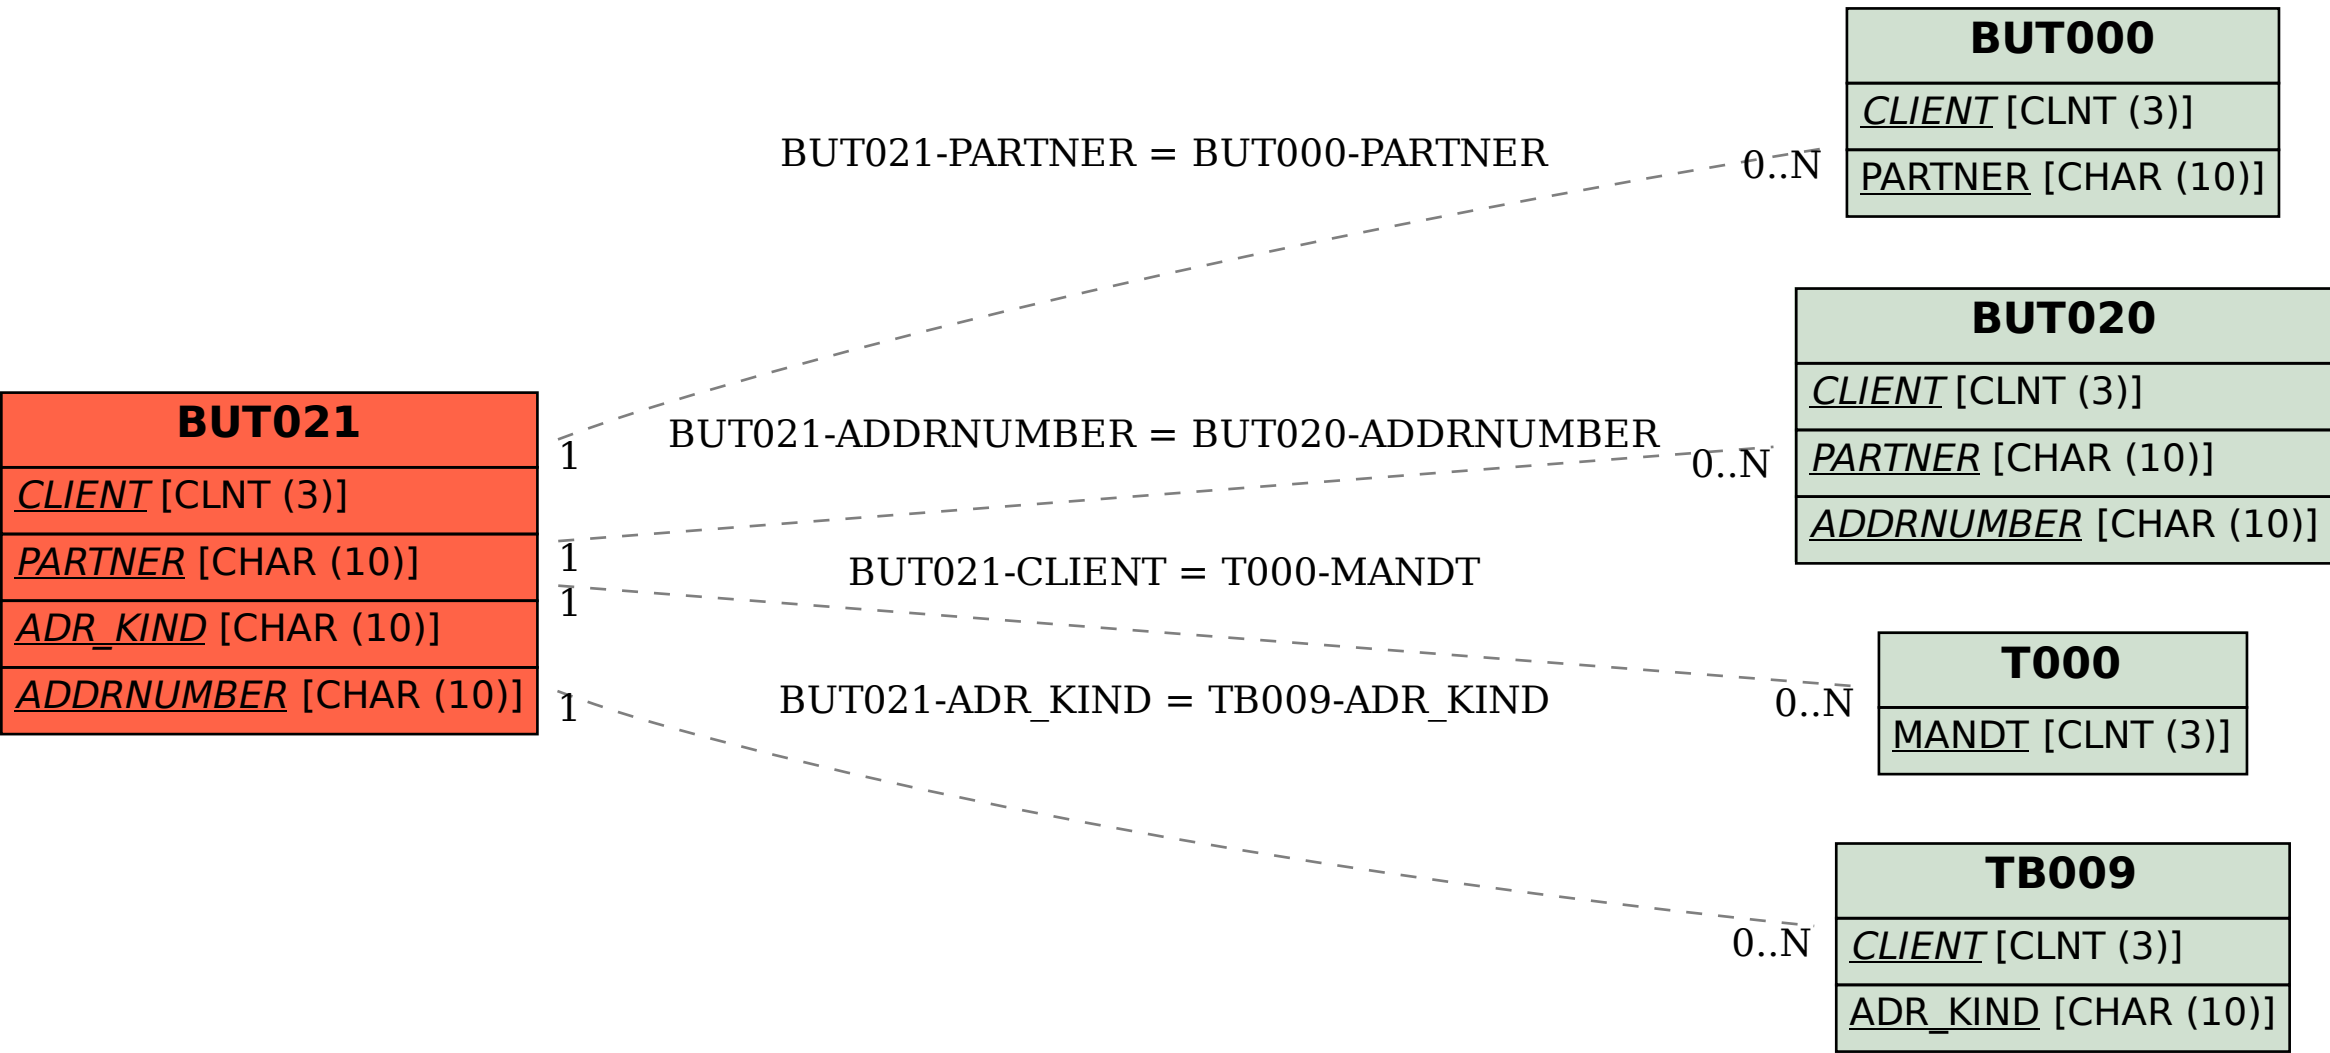 BUT021
CLIENT [CLNT (3)]
PARTNER [CHAR (10)]
ADR_KIND [CHAR (10)]
ADDRNUMBER [CHAR (10)]
BUT021-PARTNER = BUT000-PARTNER
1
0..N
BUT021-ADDRNUMBER = BUT020-ADDRNUMBER
1
0..N
BUT021-CLIENT = T000-MANDT
1
0..N
BUT021-ADR_KIND = TB009-ADR_KIND
1
0..N
BUT000
CLIENT [CLNT (3)]
PARTNER [CHAR (10)]
BUT020
CLIENT [CLNT (3)]
PARTNER [CHAR (10)]
ADDRNUMBER [CHAR (10)]
T000
MANDT [CLNT (3)]
TB009
CLIENT [CLNT (3)]
ADR_KIND [CHAR (10)]